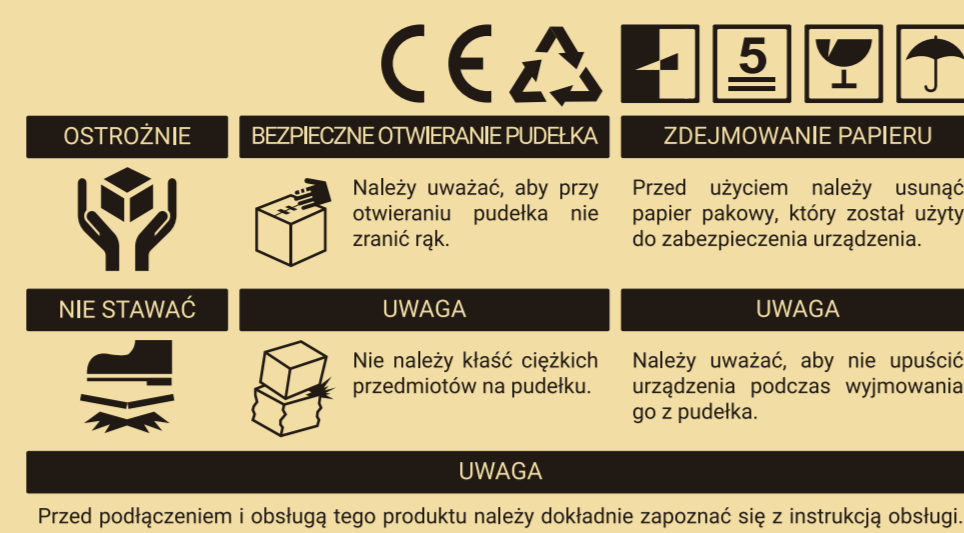 CE
5
OSTROŻNIE
BEZPIECZNE OTWIERANIE PUDEŁKA
Należy uważać, aby przy
otwieraniu pudełka nie
zranić rąk.
ZDEJMOWANIE PAPIERU
Przed użyciem należy usunąć
papier pakowy, który został użyty
do zabezpieczenia urządzenia.
NIE STAWAĆ
UWAGA
Nie należy kłaść ciężkich
przedmiotów na pudełku.
UWAGA
Należy uważać, aby nie upuścić
urządzenia podczas wyjmowania
go z pudełka.
UWAGA
Przed podłączeniem i obsługą tego produktu należy dokładnie zapoznać się z instrukcją obsługi.